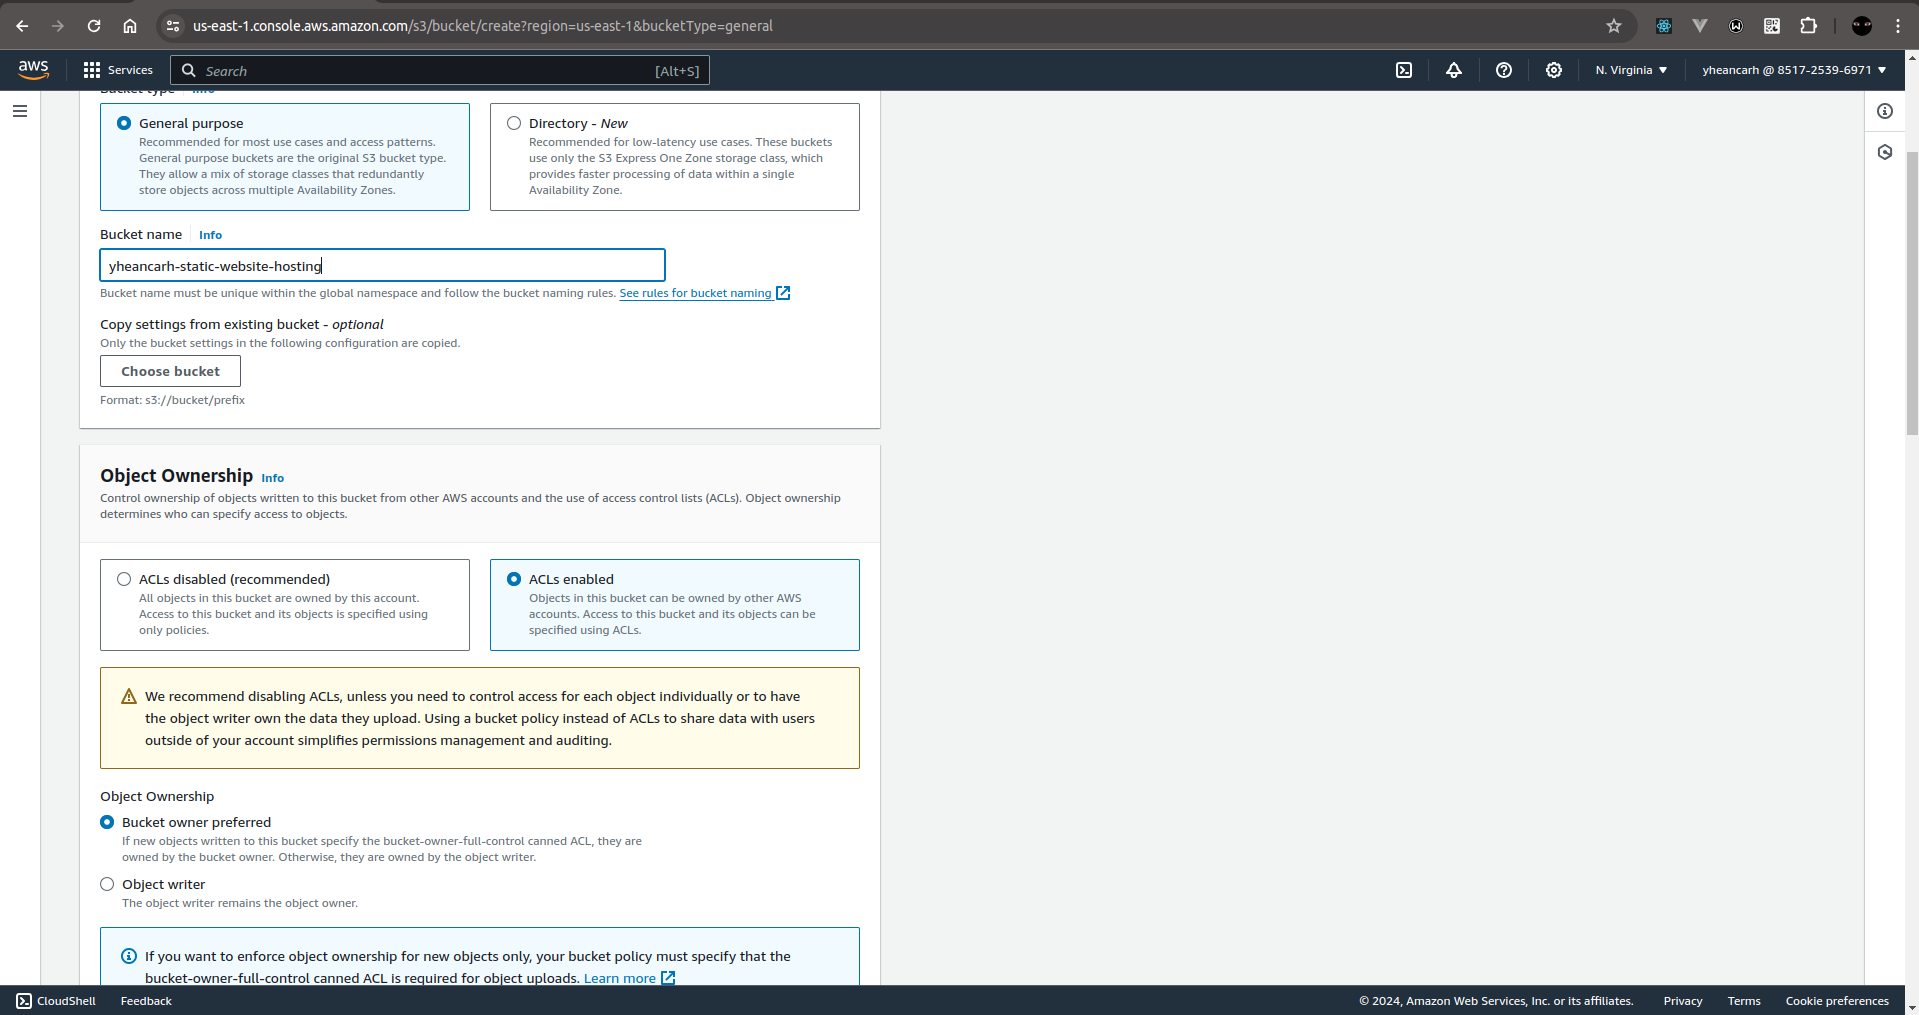 us-east-1.console.aws.amazon.com/s3/bucket/create?region=us-east-1&bucketType=general
aws
Services
Search
[Alt+S]
N. Virginia
yheancarh @ 8517-2539-6971
Bucket type Info
General purpose
Recommended for most use cases and access patterns.
General purpose buckets are the original S3 bucket type.
They allow a mix of storage classes that redundantly
store objects across multiple Availability Zones.
Directory - New
Recommended for low-latency use cases. These buckets
use only the S3 Express One Zone storage class, which
provides faster processing of data within a single
Availability Zone.
Bucket name Info
yheancarh-static-website-hosting
Bucket name must be unique within the global namespace and follow the bucket naming rules. See rules for bucket naming
Copy settings from existing bucket - optional
Only the bucket settings in the following configuration are copied.
Choose bucket
Format: s3://bucket/prefix
Object Ownership Info
Control ownership of objects written to this bucket from other AWS accounts and the use of access control lists (ACLs). Object ownership
determines who can specify access to objects.
ACLs disabled (recommended)
All objects in this bucket are owned by this account.
Access to this bucket and its objects is specified using
only policies.
ACLs enabled
Objects in this bucket can be owned by other AWS
accounts. Access to this bucket and its objects can be
specified using ACLs.
We recommend disabling ACLs, unless you need to control access for each object individually or to have
the object writer own the data they upload. Using a bucket policy instead of ACLs to share data with users
outside of your account simplifies permissions management and auditing.
Object Ownership
Bucket owner preferred
If new objects written to this bucket specify the bucket-owner-full-control canned ACL, they are
owned by the bucket owner. Otherwise, they are owned by the object writer.
Object writer
The object writer remains the object owner.
If you want to enforce object ownership for new objects only, your bucket policy must specify that the
bucket-owner-full-control canned ACL is required for object uploads. Learn more
CloudShell
Feedback
© 2024, Amazon Web Services, Inc. or its affiliates.
Privacy
Terms
Cookie preferences